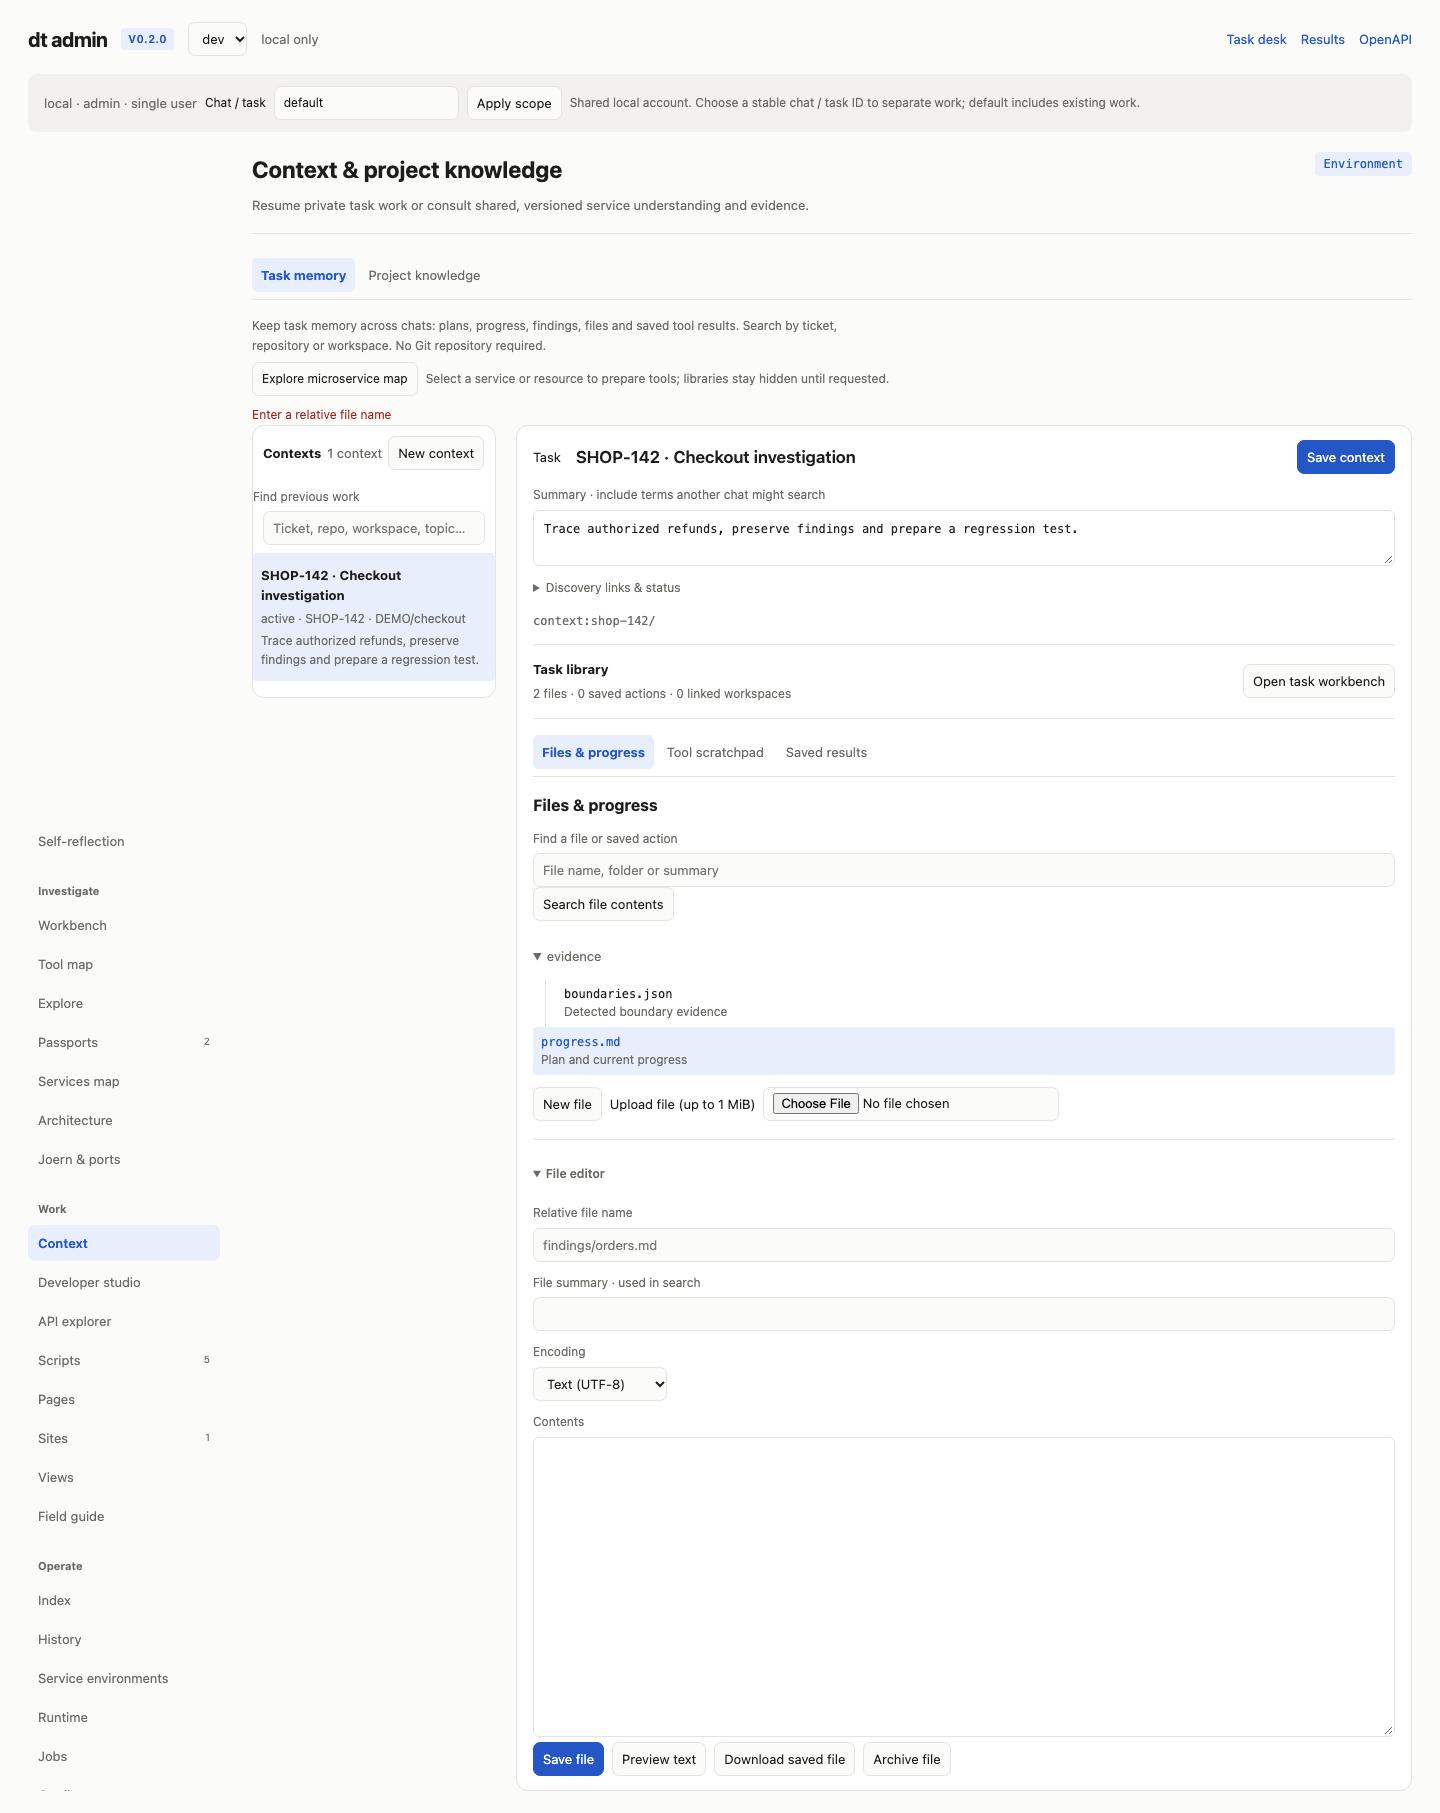 dt admin V0.2.0 dev local only Task desk Results OpenAPI
local · admin · single user Chat / task default Apply scope Shared local account. Choose a stable chat / task ID to separate work; default includes existing work.
Context & project knowledge
Environment
Resume private task work or consult shared, versioned service understanding and evidence.
Task memory Project knowledge
Keep task memory across chats: plans, progress, findings, files and saved tool results. Search by ticket,
repository or workspace. No Git repository required.
Explore microservice map Select a service or resource to prepare tools; libraries stay hidden until requested.
Enter a relative file name
Contexts 1 context New context
Find previous work
Ticket, repo, workspace, topic...
SHOP-142 · Checkout
investigation
active · SHOP-142 · DEMO/checkout
Trace authorized refunds, preserve
findings and prepare a regression test.
Task SHOP-142 · Checkout investigation Save context
Summary · include terms another chat might search
Trace authorized refunds, preserve findings and prepare a regression test.
Discovery links & status
context:shop-142/
Task library
2 files · 0 saved actions · 0 linked workspaces
Open task workbench
Files & progress Tool scratchpad Saved results
Files & progress
Find a file or saved action
File name, folder or summary
Search file contents
evidence
boundaries.json
Detected boundary evidence
progress.md
Plan and current progress
New file Upload file (up to 1 MiB) Choose File No file chosen
File editor
Relative file name
findings/orders.md
File summary · used in search
Encoding
Text (UTF-8)
Contents
Save file Preview text Download saved file Archive file
Self-reflection
Investigate
Workbench
Tool map
Explore
Passports 2
Services map
Architecture
Joern & ports
Work
Context
Developer studio
API explorer
Scripts 5
Pages
Sites 1
Views
Field guide
Operate
Index
History
Service environments
Runtime
Jobs